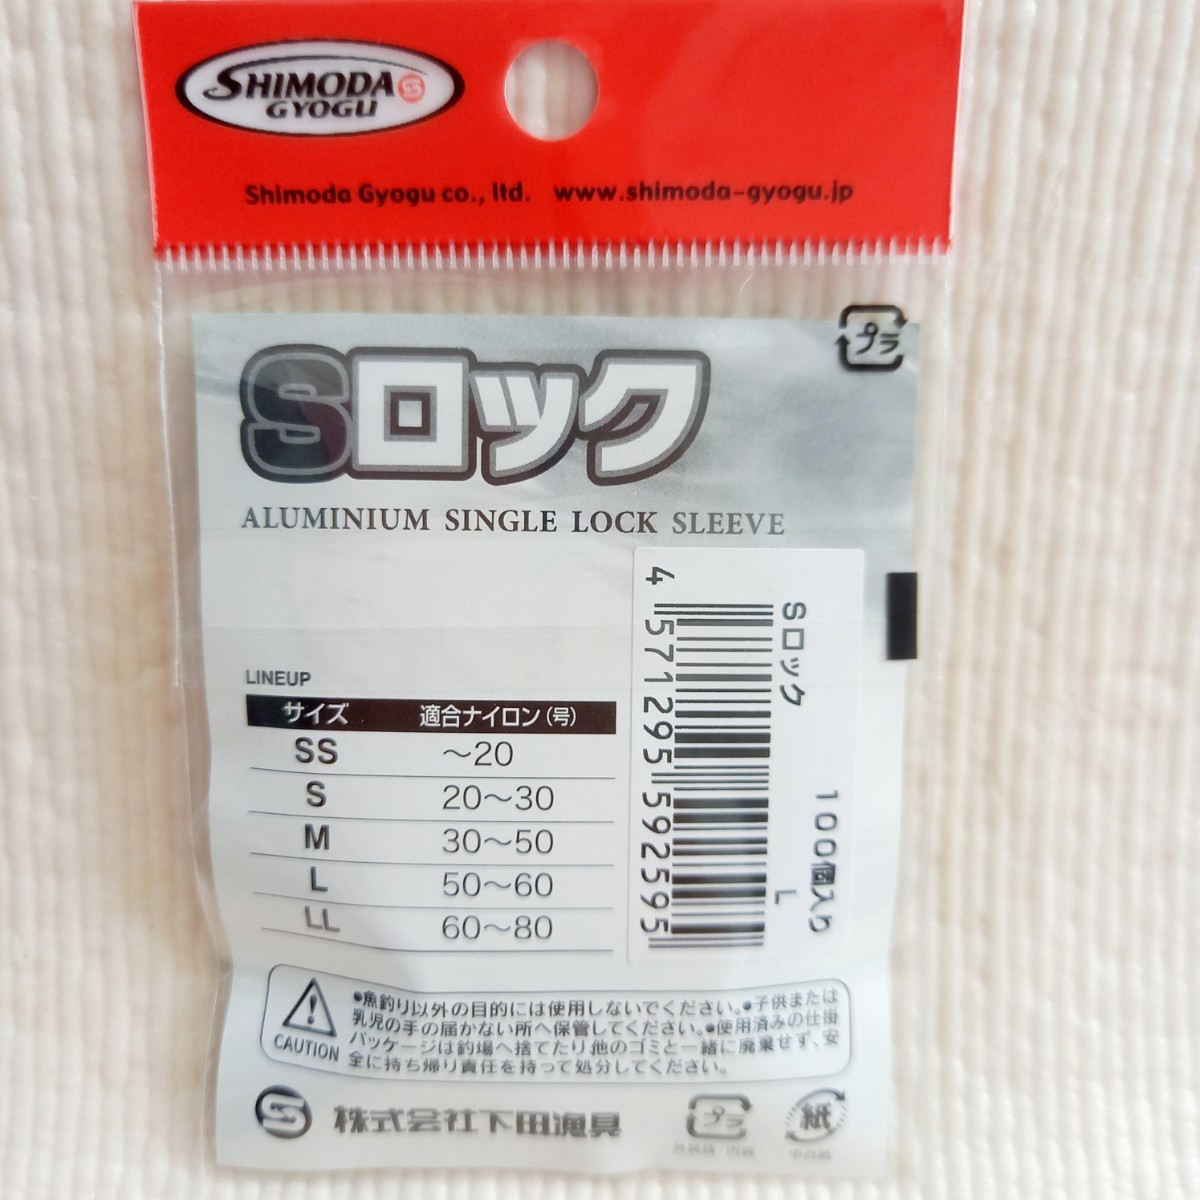 SHIMODA S
GYOGU
Shimoda Gyogu co., ltd. www.shimoda-gyogu.jp
プラ
Sロック
ALUMINIUM SINGLE LOCK SLEEVE
LINEUP
サイズ 適合ナイロン(号)
SS ～20
S 20～30
M 30～50
L 50～60
LL 60～80
Sロック
100個入り
L
4 571295 592595
CAUTION
●魚釣り以外の目的には使用しないでください。●子供または
乳児の手の届かない所へ保管してください。●使用済みの仕掛
パッケージは釣場へ捨てたり、他のゴミと一緒に廃棄せず、安
全に持ち帰り責任を持って処分してください。
S 株式会社下田漁具
プラ
紙